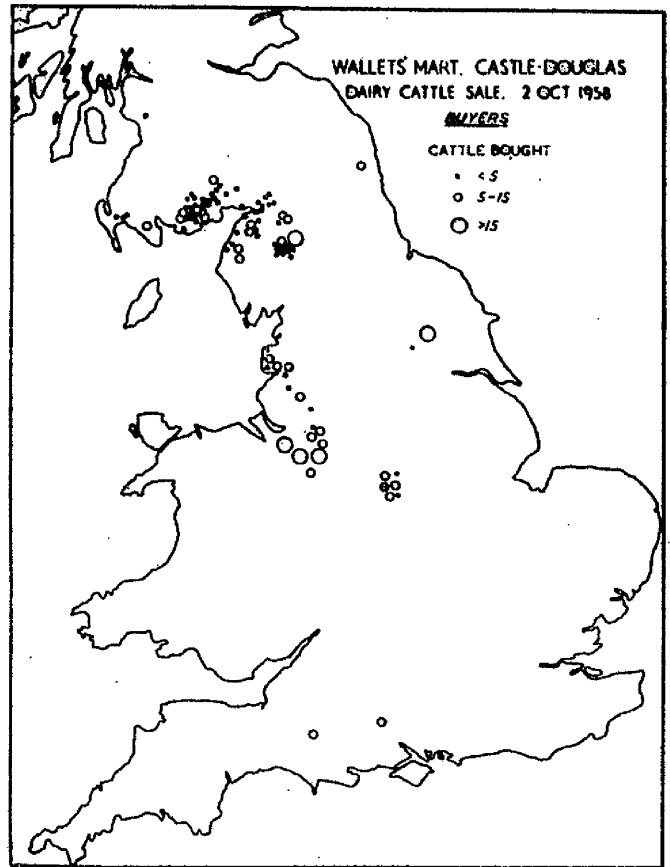 WALLETS' MART. CASTLE-DOUGLAS
DAIRY CATTLE SALE. 2 OCT 1958
BUYERS
CATTLE BOUGHT
< 5
5-15
>15